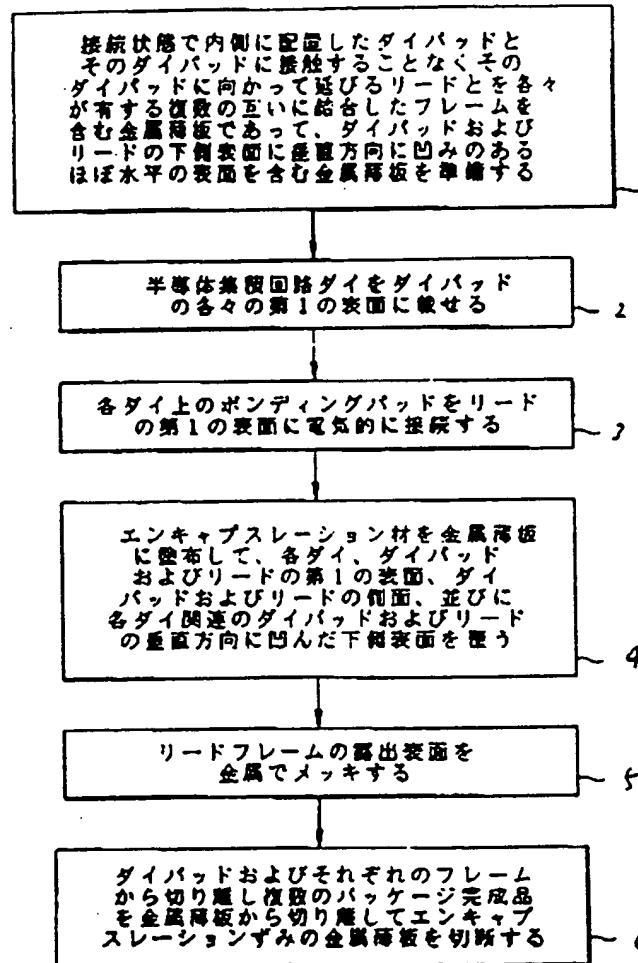 接続状態で内側に配置したダイパッドと
そのダイパッドに接触することなくその
ダイパッドに向かって延びるリードとを各々
が有する複数の互いに結合したフレームを
含む金属薄板であって、ダイパッドおよび
リードの下側表面に垂直方向に凹みのある
ほぼ水平の表面を含む金属薄板を準備する
半導体集積回路ダイをダイパッド
の各々の第1の表面に載せる
2
各ダイ上のボンディングパッドをリード
の第1の表面に電気的に接続する
3
エンキャプスレーション材を金属薄板
に塗布して、各ダイ、ダイパッド
およびリードの第1の表面、ダイ
パッドおよびリードの側面、並びに
各ダイ関連のダイパッドおよびリード
の垂直方向に凹んだ下側表面を覆う
4
リードフレームの露出表面を
金属でメッキする
5
ダイパッドおよびそれぞれのフレーム
から切り離し複数のパッケージ完成品
を金属薄板から切り離してエンキャプ
スレーションずみの金属薄板を切断する